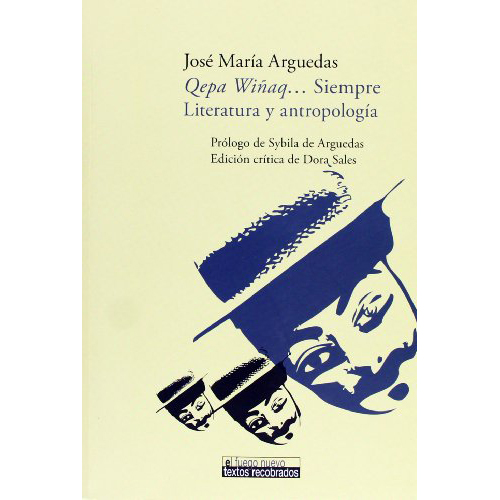 José María Arguedas
Qepa Wiñaq... Siempre
Literatura y antropología
Prólogo de Sybila de Arguedas
Edición crítica de Dora Sales
el fuego nuevo
textos recobrados